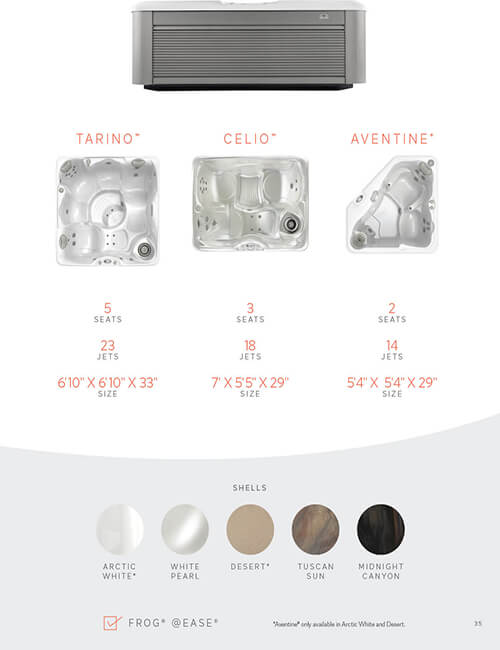 TARINO™ CELIO™ AVENTINE®
5 3 2
SEATS SEATS SEATS
23 18 14
JETS JETS JETS
6'10" X 6'10" X 33" 7' X 5'5" X 29" 5'4" X 5'4" X 29"
SIZE SIZE SIZE
SHELLS
ARCTIC WHITE PEARL DESERT* TUSCAN MIDNIGHT
WHITE* PEARL SUN CANYON
FROG® @EASE® *Aventine® only available in Arctic White and Desert. 35